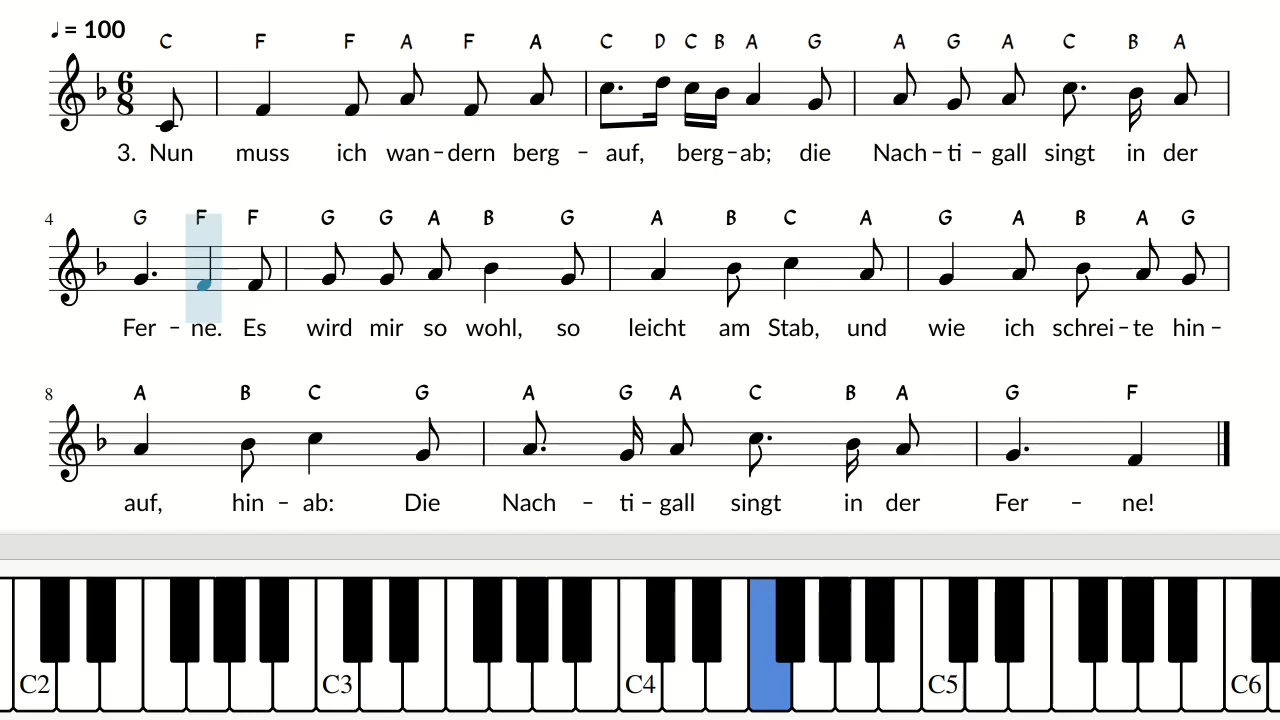 ♩ = 100
C F F A F A C D C B A G A G A C B A
6
8
3. Nun muss ich wan-dern berg - auf, berg-ab; die Nach-ti-gall singt in der
4
G F F G G A B G A B C A G A B A G
Fer - ne. Es wird mir so wohl, so leicht am Stab, und wie ich schrei-te hin-
8
A B C G A G A C B A G F
auf, hin - ab: Die Nach - ti-gall singt in der Fer - ne!
C2 C3 C4 C5 C6